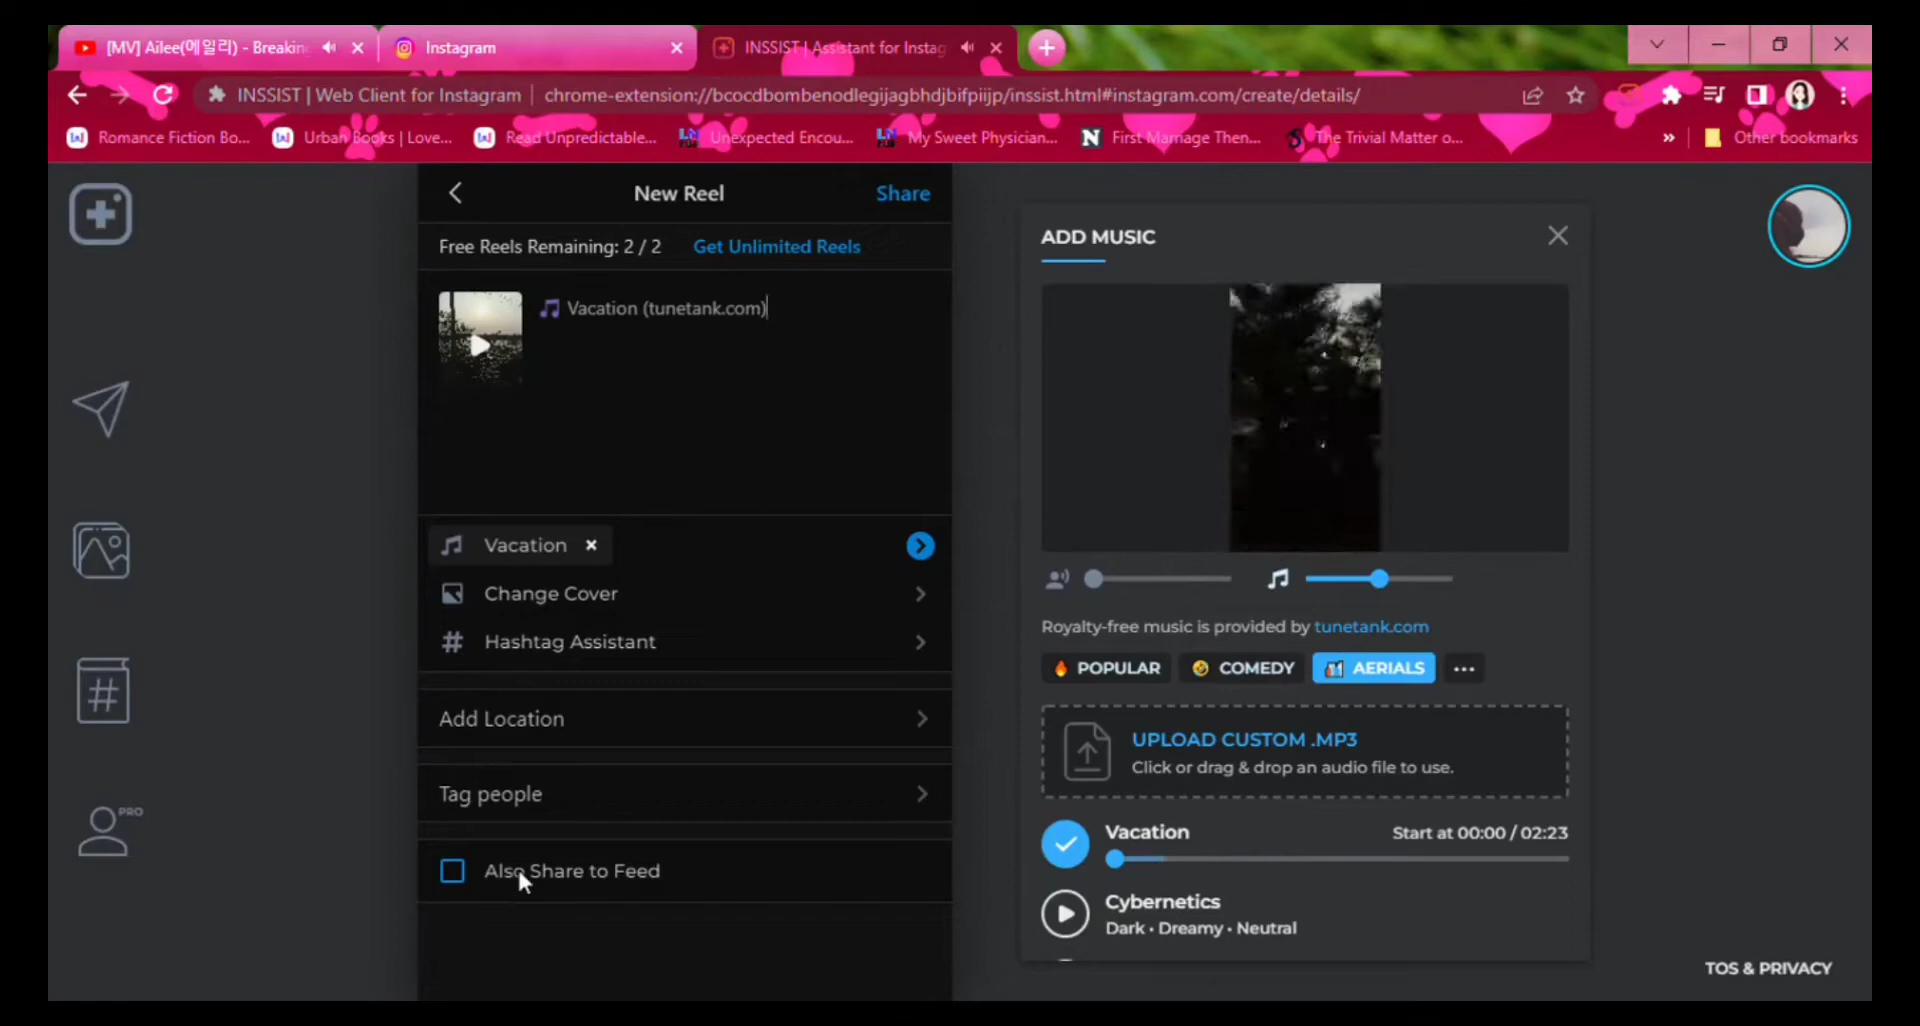 [MV] Ailee(에일리) - Breakin
Instagram
INSSIST | Assistant for Instag
INSSIST | Web Client for Instagram
chrome-extension://bcocdbombenodlegijagbhdjbifpiijp/inssist.html#instagram.com/create/details/
Romance Fiction Bo...
Urban Books | Love...
Read Unpredictable...
Unexpected Encou...
My Sweet Physician...
First Marriage Then...
The Trivial Matter o...
»
Other bookmarks
New Reel
Share
Free Reels Remaining: 2 / 2
Get Unlimited Reels
Vacation (tunetank.com)
Vacation
Change Cover
Hashtag Assistant
Add Location
Tag people
Also Share to Feed
PRO
ADD MUSIC
Royalty-free music is provided by tunetank.com
POPULAR
COMEDY
AERIALS
UPLOAD CUSTOM .MP3
Click or drag & drop an audio file to use.
Vacation
Start at 00:00 / 02:23
Cybernetics
Dark • Dreamy • Neutral
TOS & PRIVACY